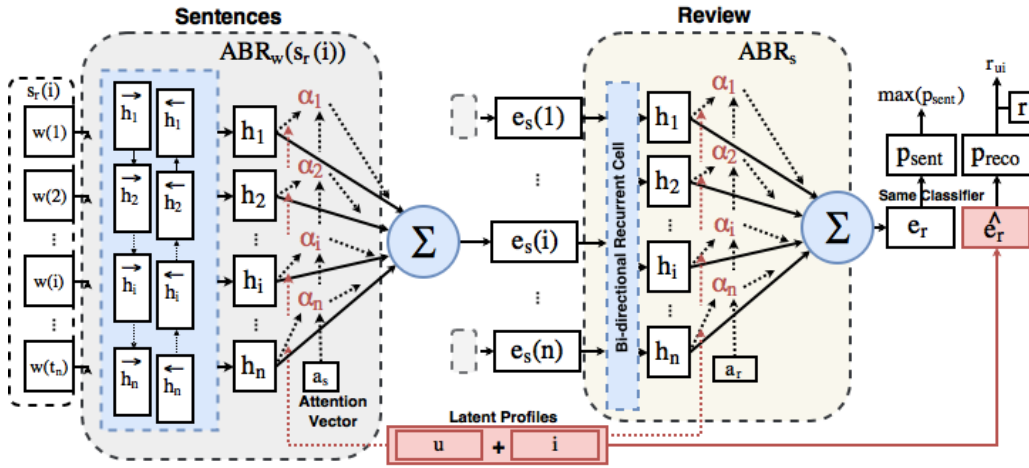 Sentences
Review
ABRw(sr(i))
ABRs
sr(i)
w(1)
w(2)
...
w(i)
...
w(tn)
h1
h1
h2
h2
hi
hi
hn
hn
h1
h2
...
hi
...
hn
α1
α2
αi
αn
as
Attention
Vector
Σ
es(1)
...
es(i)
...
es(n)
Bi-directional Recurrent Cell
h1
h2
...
hi
...
hn
α1
α2
αi
αn
ar
Σ
rui
max(psent)
r
psent
preco
Same Classifier
er
êr
Latent Profiles
u + i